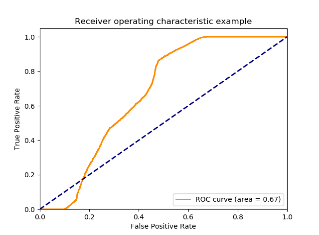 Receiver operating characteristic example
1.0
0.8
0.6
0.4
0.2
0.0
True Positive Rate
ROC curve (area = 0.67)
0.0 0.2 0.4 0.6 0.8 1.0
False Positive Rate